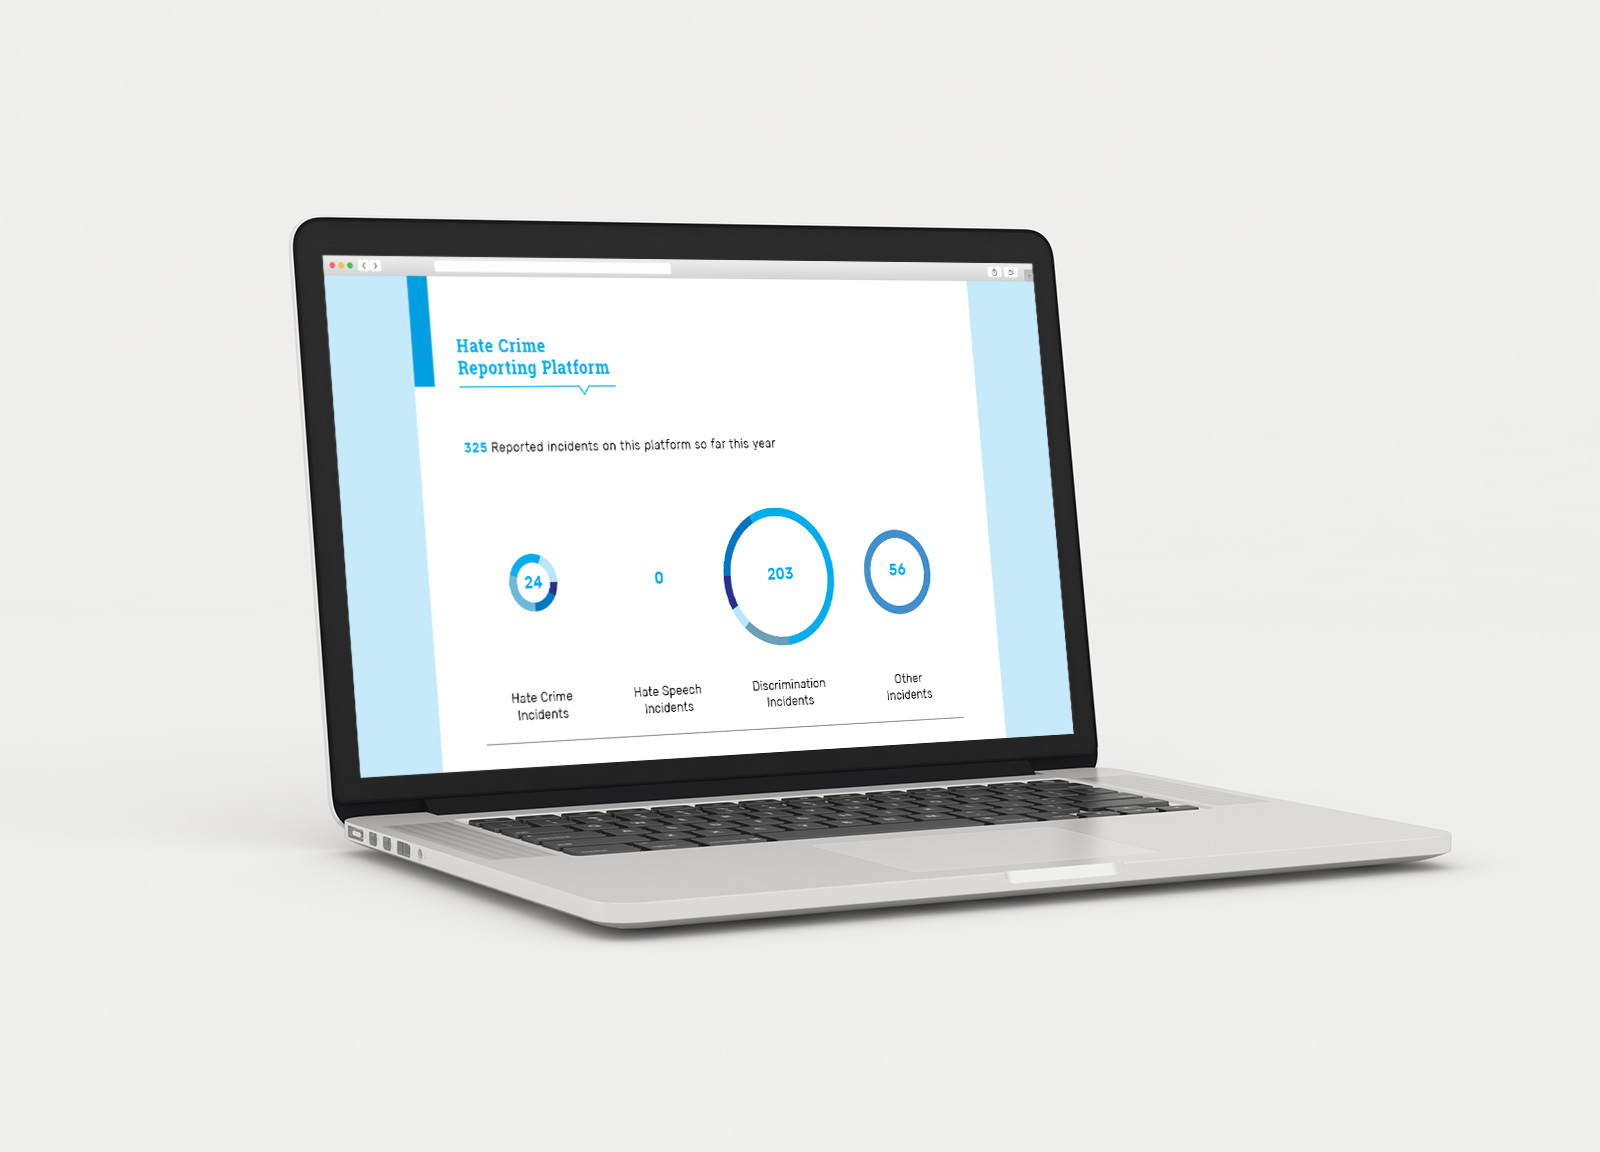 Hate Crime
Reporting Platform
325 Reported incidents on this platform so far this year
24
0
203
56
Hate Crime
Incidents
Hate Speech
Incidents
Discrimination
Incidents
Other
Incidents